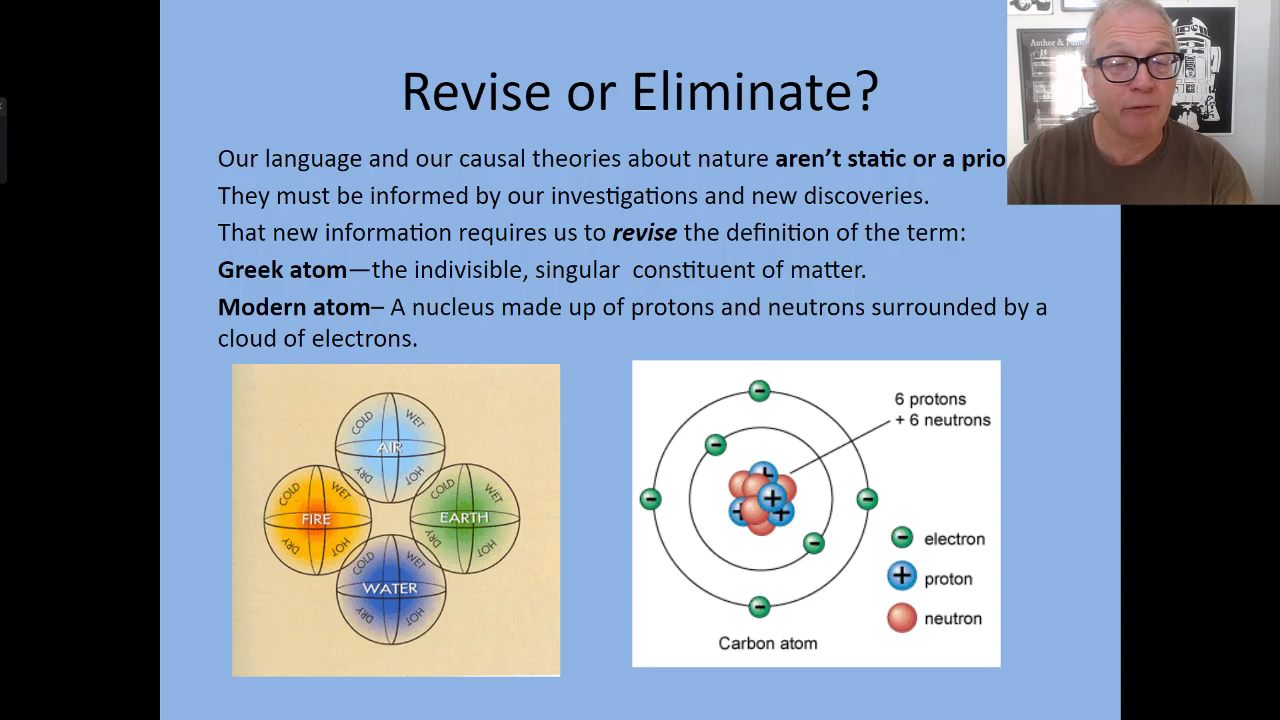 Revise or Eliminate?
Author &
Our language and our causal theories about nature aren’t static or a
They must be informed by our investigations and new discoveries.
That new information requires us to revise the definition of the term:
Greek atom—the indivisible, singular constituent of matter.
Modern atom– A nucleus made up of protons and neutrons surrounded by a
cloud of electrons.
COLD WET
AIR
DRY HOT
COLD WET
FIRE
DRY HOT
COLD WET
EARTH
DRY HOT
COLD WET
WATER
DRY HOT
6 protons
+ 6 neutrons
electron
proton
neutron
Carbon atom